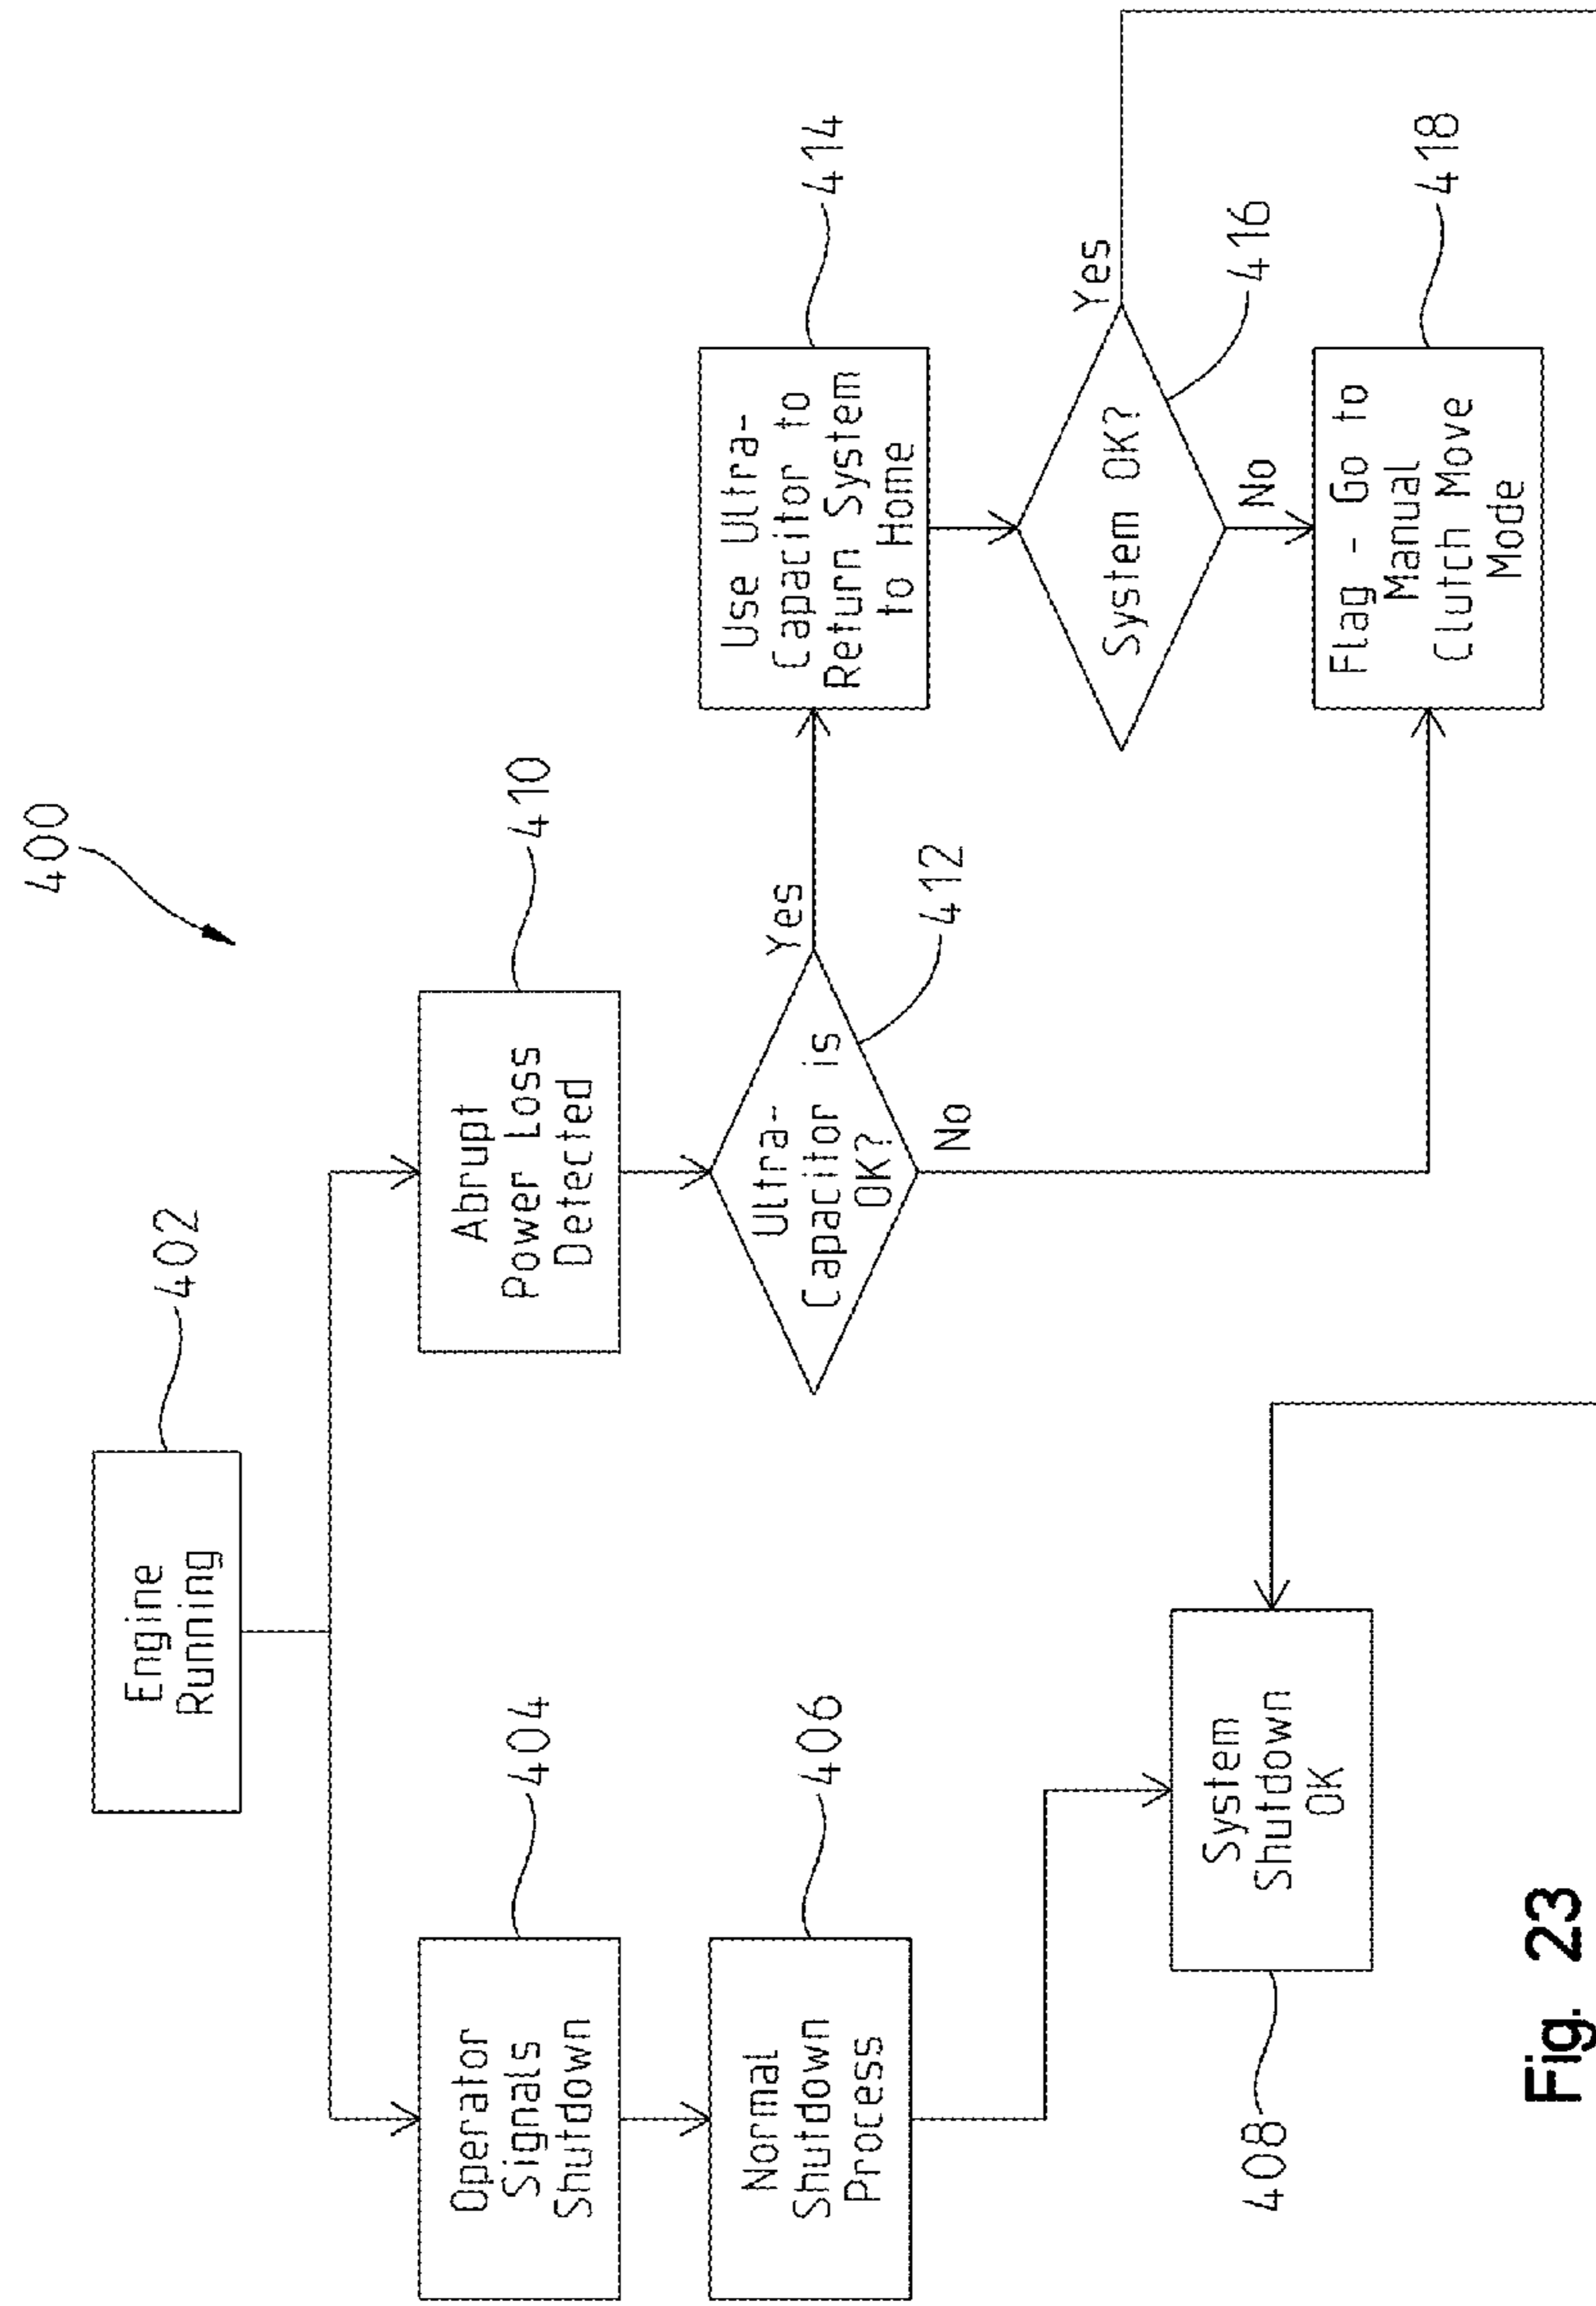 400
Engine
Running
402
Operator
Signals
Shutdown
404
Abrupt
Power Loss
Detected
410
Normal
Shutdown
Process
406
Ultra-
Capacitor is
OK?
412
Yes
No
Use Ultra-
Capacitor to
Return System
to Home
414
System OK?
416
Yes
No
System
Shutdown
OK
408
Flag - Go to
Manual
Clutch Move
Mode
418
Fig. 23